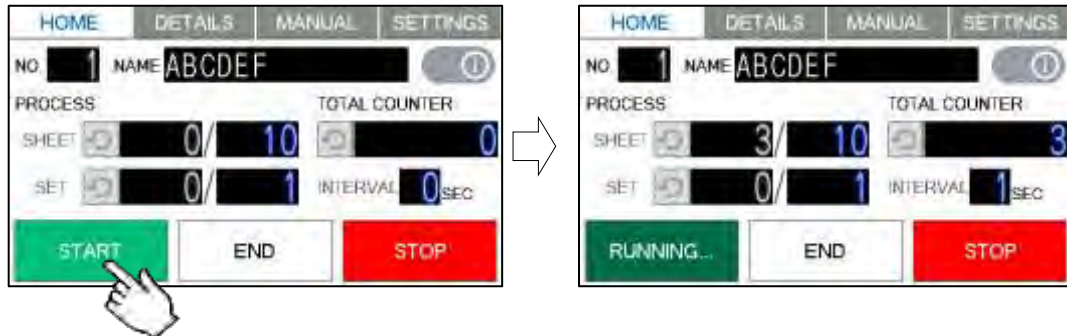 HOME DETAILS MANUAL SETTINGS
NO. 1 NAME ABCDEF
PROCESS TOTAL COUNTER
SHEET 0/ 10 0
SET 0/ 1 INTERVAL 0 SEC
START END STOP
HOME DETAILS MANUAL SETTINGS
NO. 1 NAME ABCDEF
PROCESS TOTAL COUNTER
SHEET 3/ 10 3
SET 0/ 1 INTERVAL 1 SEC
RUNNING... END STOP